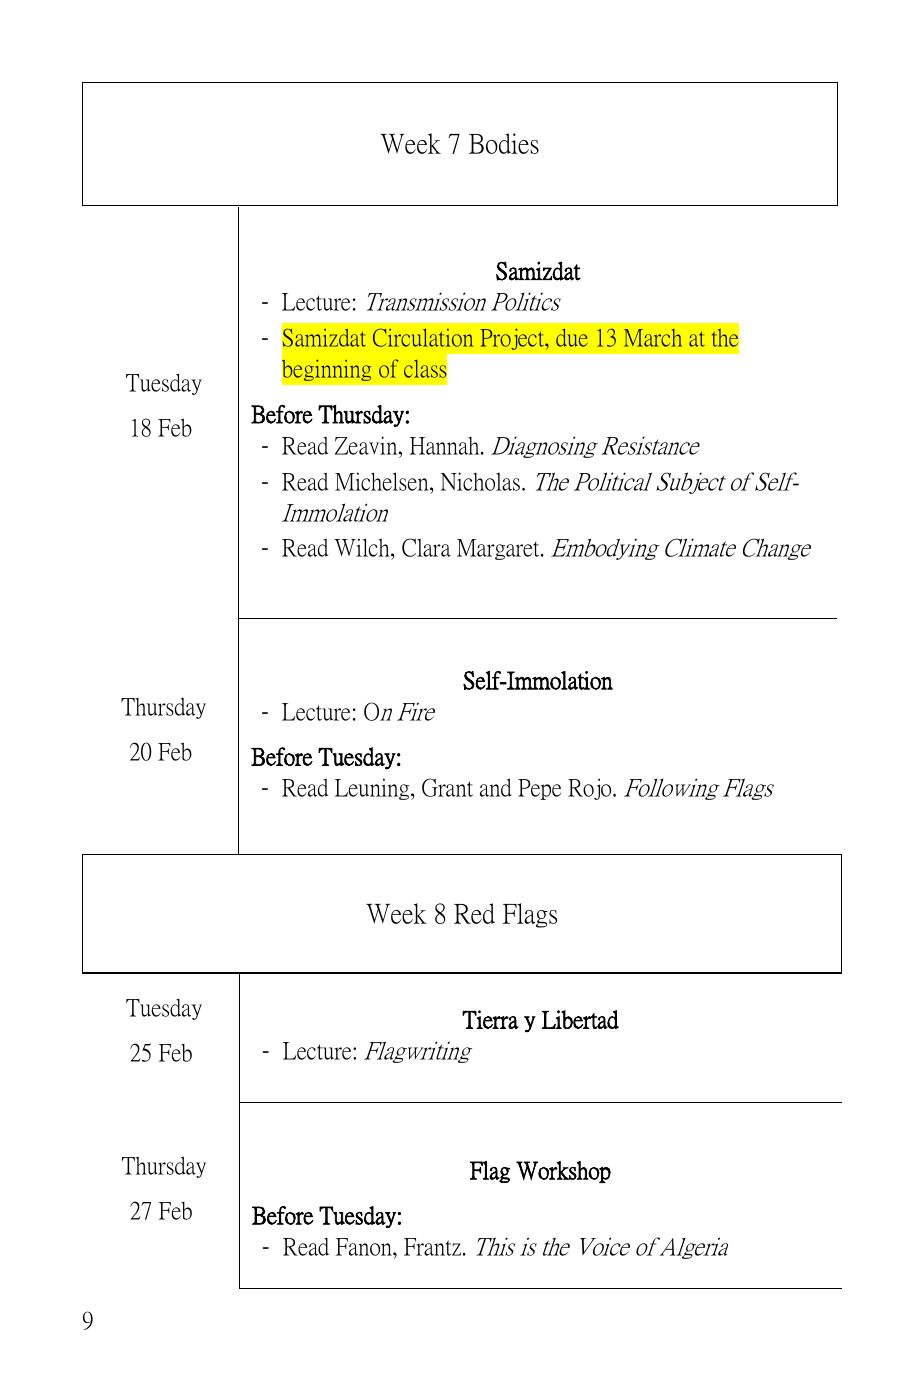 Week 7 Bodies
Tuesday
18 Feb
Samizdat
- Lecture: Transmission Politics
- Samizdat Circulation Project, due 13 March at the
beginning of class
Before Thursday:
- Read Zeavin, Hannah. Diagnosing Resistance
- Read Michelsen, Nicholas. The Political Subject of Self-
Immolation
- Read Wilch, Clara Margaret. Embodying Climate Change
Thursday
20 Feb
Self-Immolation
- Lecture: On Fire
Before Tuesday:
- Read Leuning, Grant and Pepe Rojo. Following Flags
Week 8 Red Flags
Tuesday
25 Feb
Tierra y Libertad
- Lecture: Flagwriting
Thursday
27 Feb
Flag Workshop
Before Tuesday:
- Read Fanon, Frantz. This is the Voice of Algeria
9